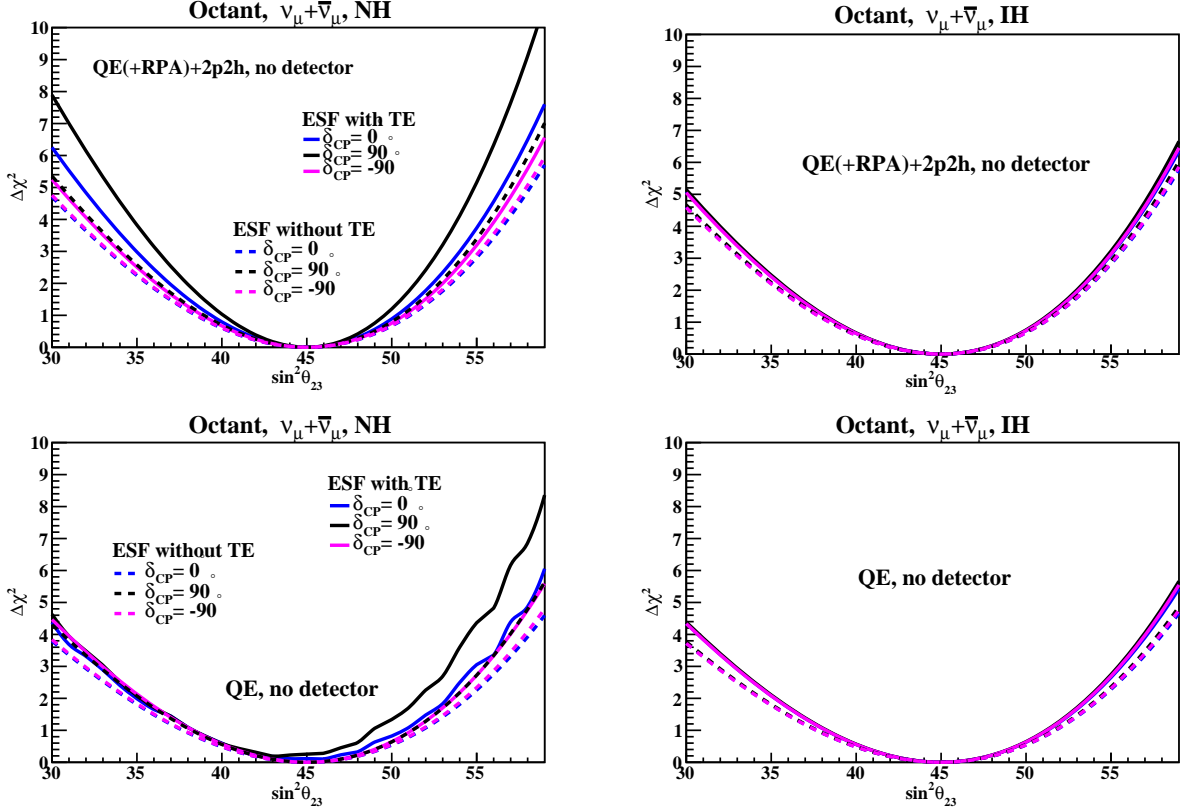 Octant, ν_μ+ν̄_μ, NH
10
9
8
7
6
5
4
3
2
1
0
Δχ²
QE(+RPA)+2p2h, no detector
ESF with TE
δ_CP= 0 °
δ_CP= 90 °
δ_CP= -90
ESF without TE
δ_CP= 0 °
δ_CP= 90 °
δ_CP= -90
30 35 40 45 50 55
sin²θ₂₃
Octant, ν_μ+ν̄_μ, IH
10
9
8
7
6
5
4
3
2
1
0
Δχ²
QE(+RPA)+2p2h, no detector
30 35 40 45 50 55
sin²θ₂₃
Octant, ν_μ+ν̄_μ, NH
10
9
8
7
6
5
4
3
2
1
0
Δχ²
ESF with TE
δ_CP= 0 °
δ_CP= 90 °
δ_CP= -90
ESF without TE
δ_CP= 0 °
δ_CP= 90 °
δ_CP= -90
QE, no detector
30 35 40 45 50 55
sin²θ₂₃
Octant, ν_μ+ν̄_μ, IH
10
9
8
7
6
5
4
3
2
1
0
Δχ²
QE, no detector
30 35 40 45 50 55
sin²θ₂₃